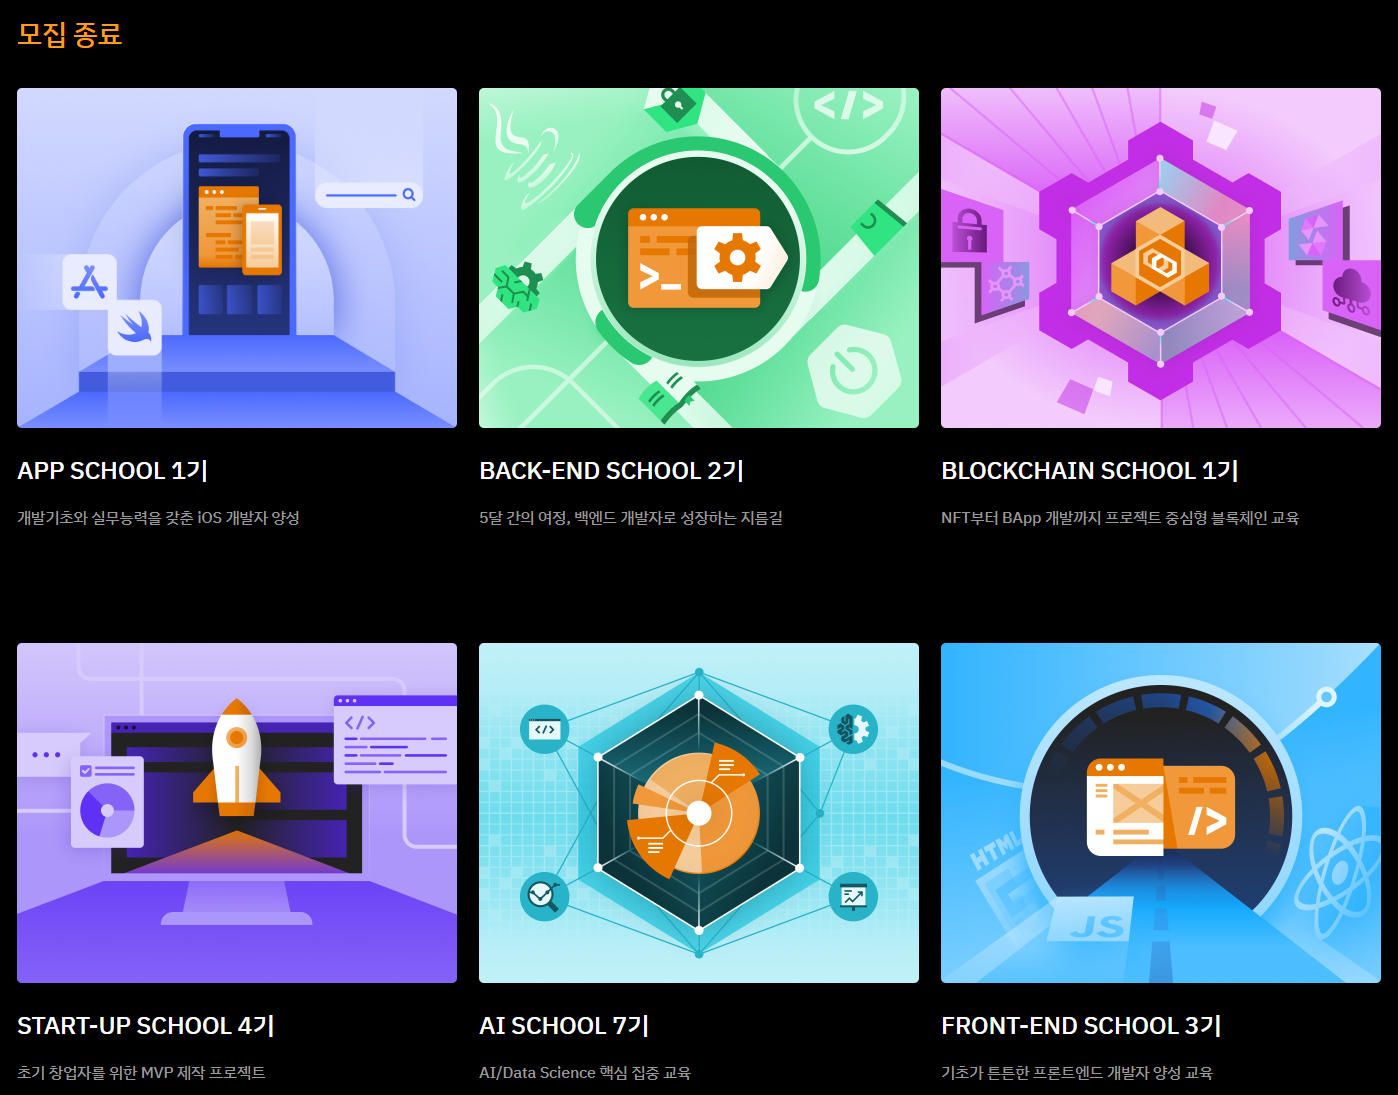 모집 종료
</>
>_
APP SCHOOL 1기
BACK-END SCHOOL 2기
BLOCKCHAIN SCHOOL 1기
개발기초와 실무능력을 갖춘 iOS 개발자 양성
5달 간의 여정, 백엔드 개발자로 성장하는 지름길
NFT부터 BApp 개발까지 프로젝트 중심형 블록체인 교육
</>
</>
</>
HTML
JS
START-UP SCHOOL 4기
AI SCHOOL 7기
FRONT-END SCHOOL 3기
초기 창업자를 위한 MVP 제작 프로젝트
AI/Data Science 핵심 집중 교육
기초가 튼튼한 프론트엔드 개발자 양성 교육